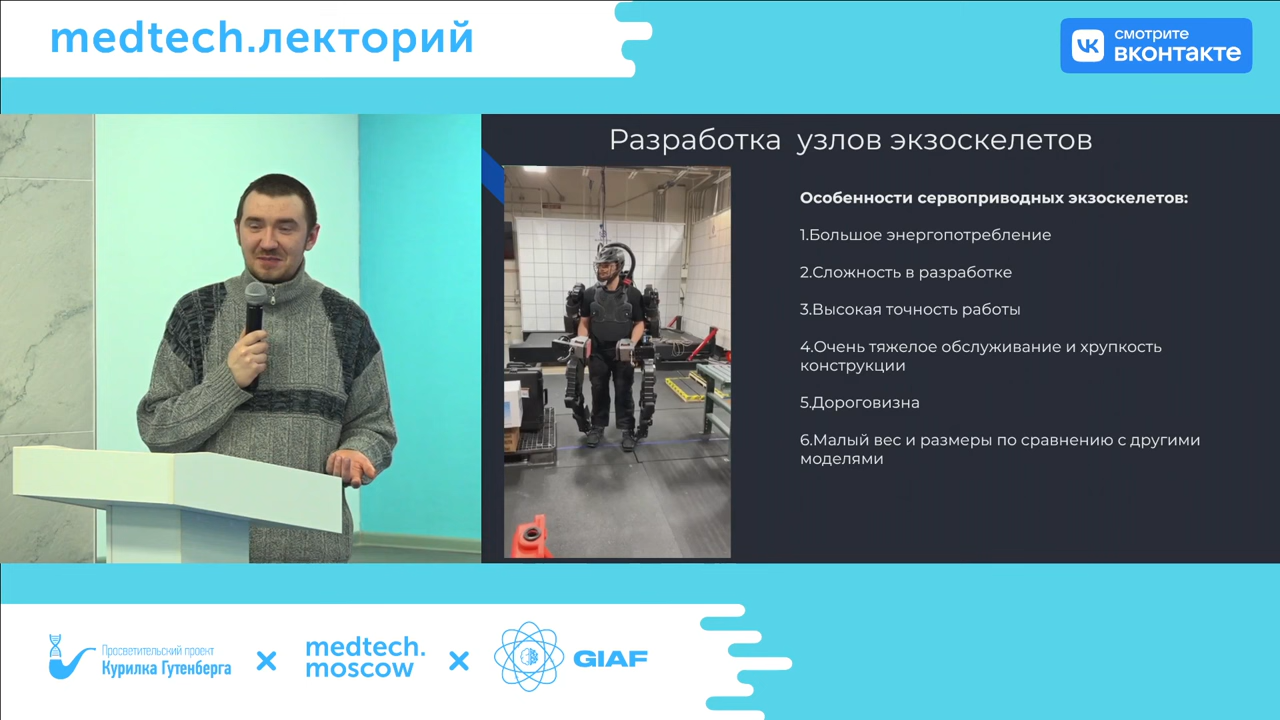 medtech.лекторий
смотрите
вконтакте
Разработка узлов экзоскелетов
Особенности сервоприводных экзоскелетов:
1.Большое энергопотребление
2.Сложность в разработке
3.Высокая точность работы
4.Очень тяжелое обслуживание и хрупкость
конструкции
5.Дороговизна
6.Малый вес и размеры по сравнению с другими
моделями
Просветительский проект
Курилка Гутенберга
medtech.
moscow
GIAF